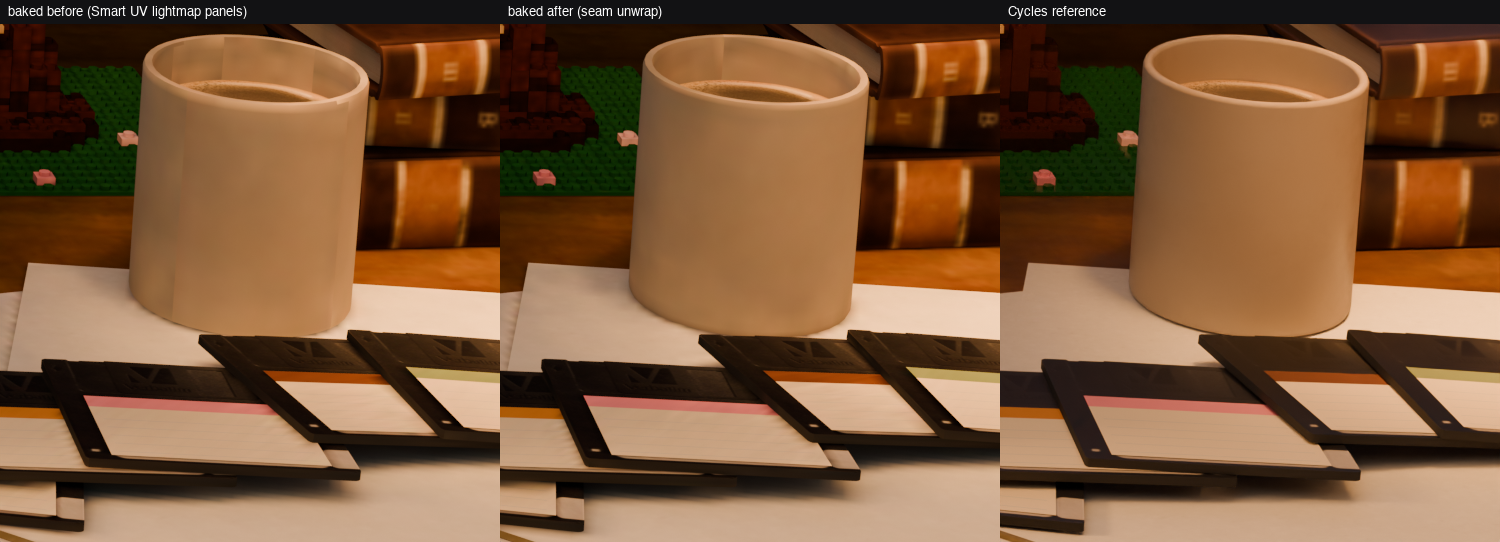 baked before (Smart UV lightmap panels)
baked after (seam unwrap)
Cycles reference